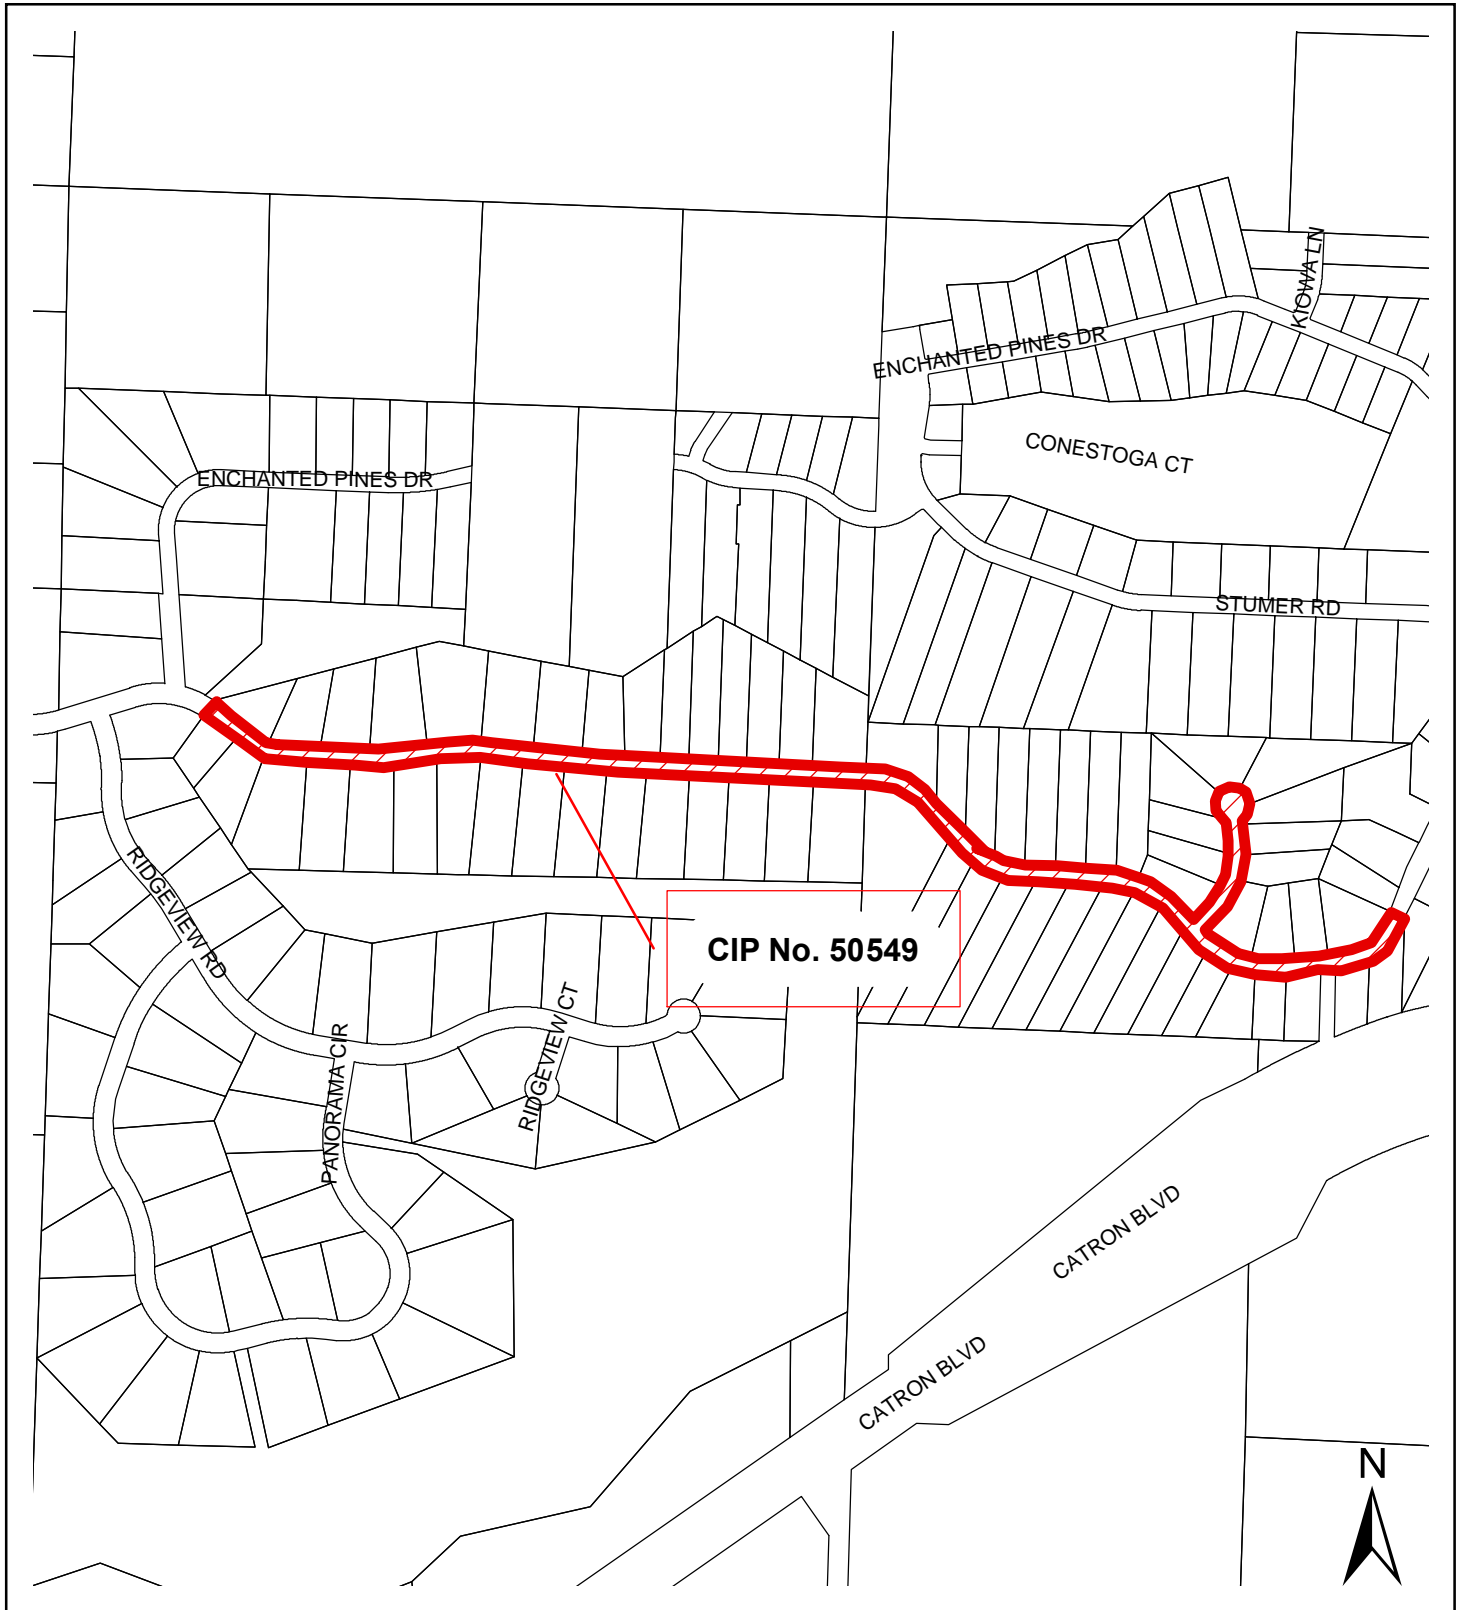 KIOWA LN
ENCHANTED PINES DR
CONESTOGA CT
ENCHANTED PINES DR
STUMER RD
RIDGEVIEW RD
CIP No. 50549
RIDGEVIEW CT
PANORAMA CIR
CATRON BLVD
CATRON BLVD
N